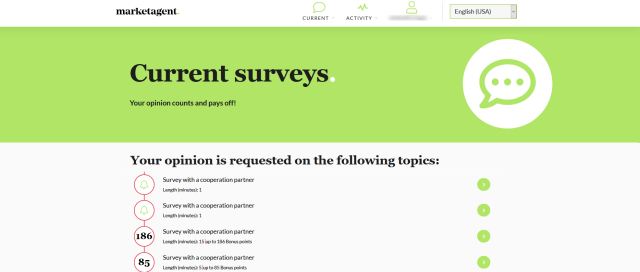 marketagent.
CURRENT
ACTIVITY
English (USA)
Current surveys.
Your opinion counts and pays off!
Your opinion is requested on the following topics:
Survey with a cooperation partner
Length (minutes): 1
Survey with a cooperation partner
Length (minutes): 1
186
Survey with a cooperation partner
Length (minutes): 15 |up to 186 Bonus points
85
Survey with a cooperation partner
Length (minutes): 5|up to 85 Bonus points